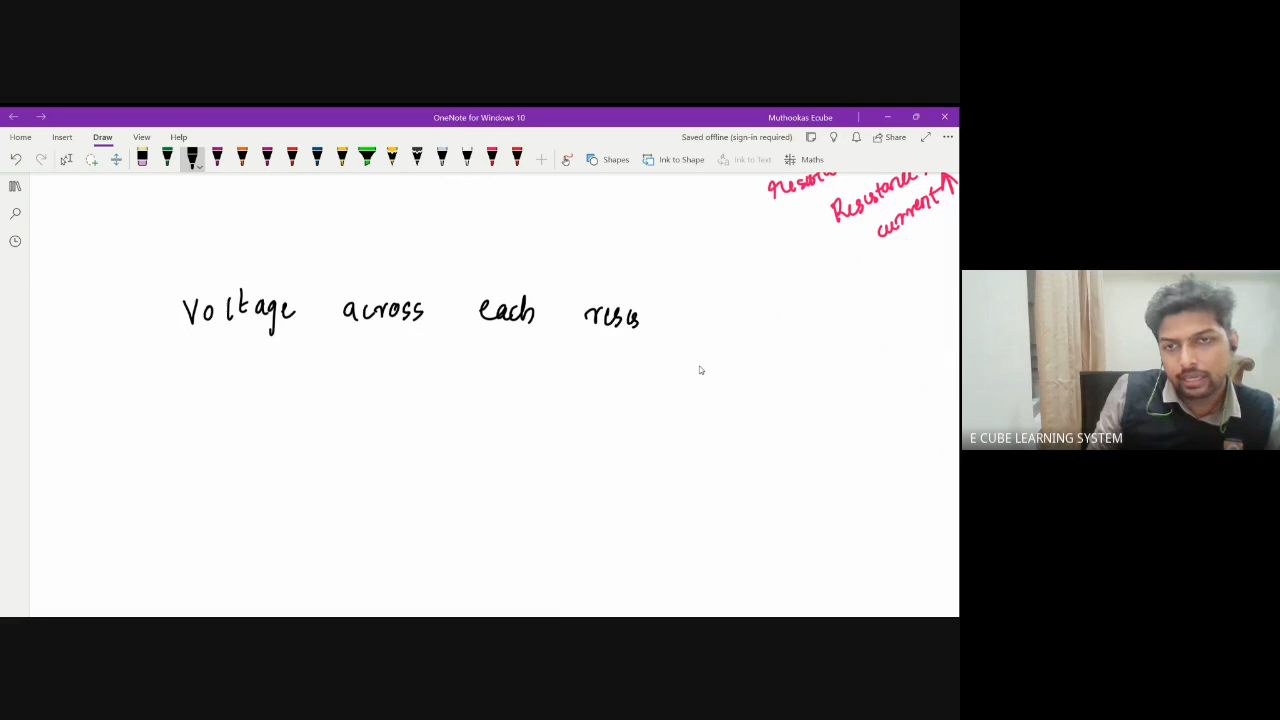 OneNote for Windows 10
Muthookas Ecube
Home Insert Draw View Help
Saved offline (sign-in required)
Share
Shapes
Ink to Shape
Ink to Text
Maths
Resistance
current
Voltage across each resis
E CUBE LEARNING SYSTEM